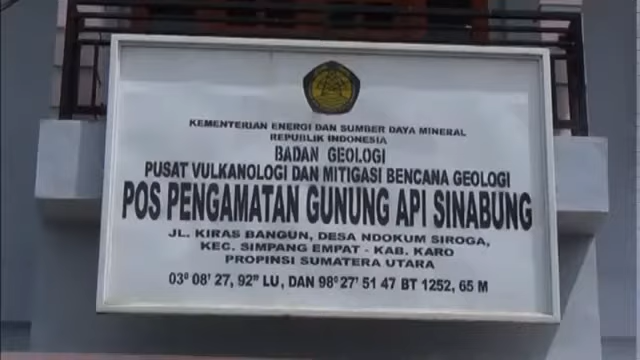 KEMENTERIAN ENERGI DAN SUMBER DAYA MINERAL
REPUBLIK INDONESIA
BADAN GEOLOGI
PUSAT VULKANOLOGI DAN MITIGASI BENCANA GEOLOGI
POS PENGAMATAN GUNUNG API SINABUNG
JL. KIRAS BANGUN, DESA NDOKUM SIROGA,
KEC. SIMPANG EMPAT - KAB. KARO
PROPINSI SUMATERA UTARA
03° 08' 27, 92" LU, DAN 98° 27' 51 47 BT 1252, 65 M